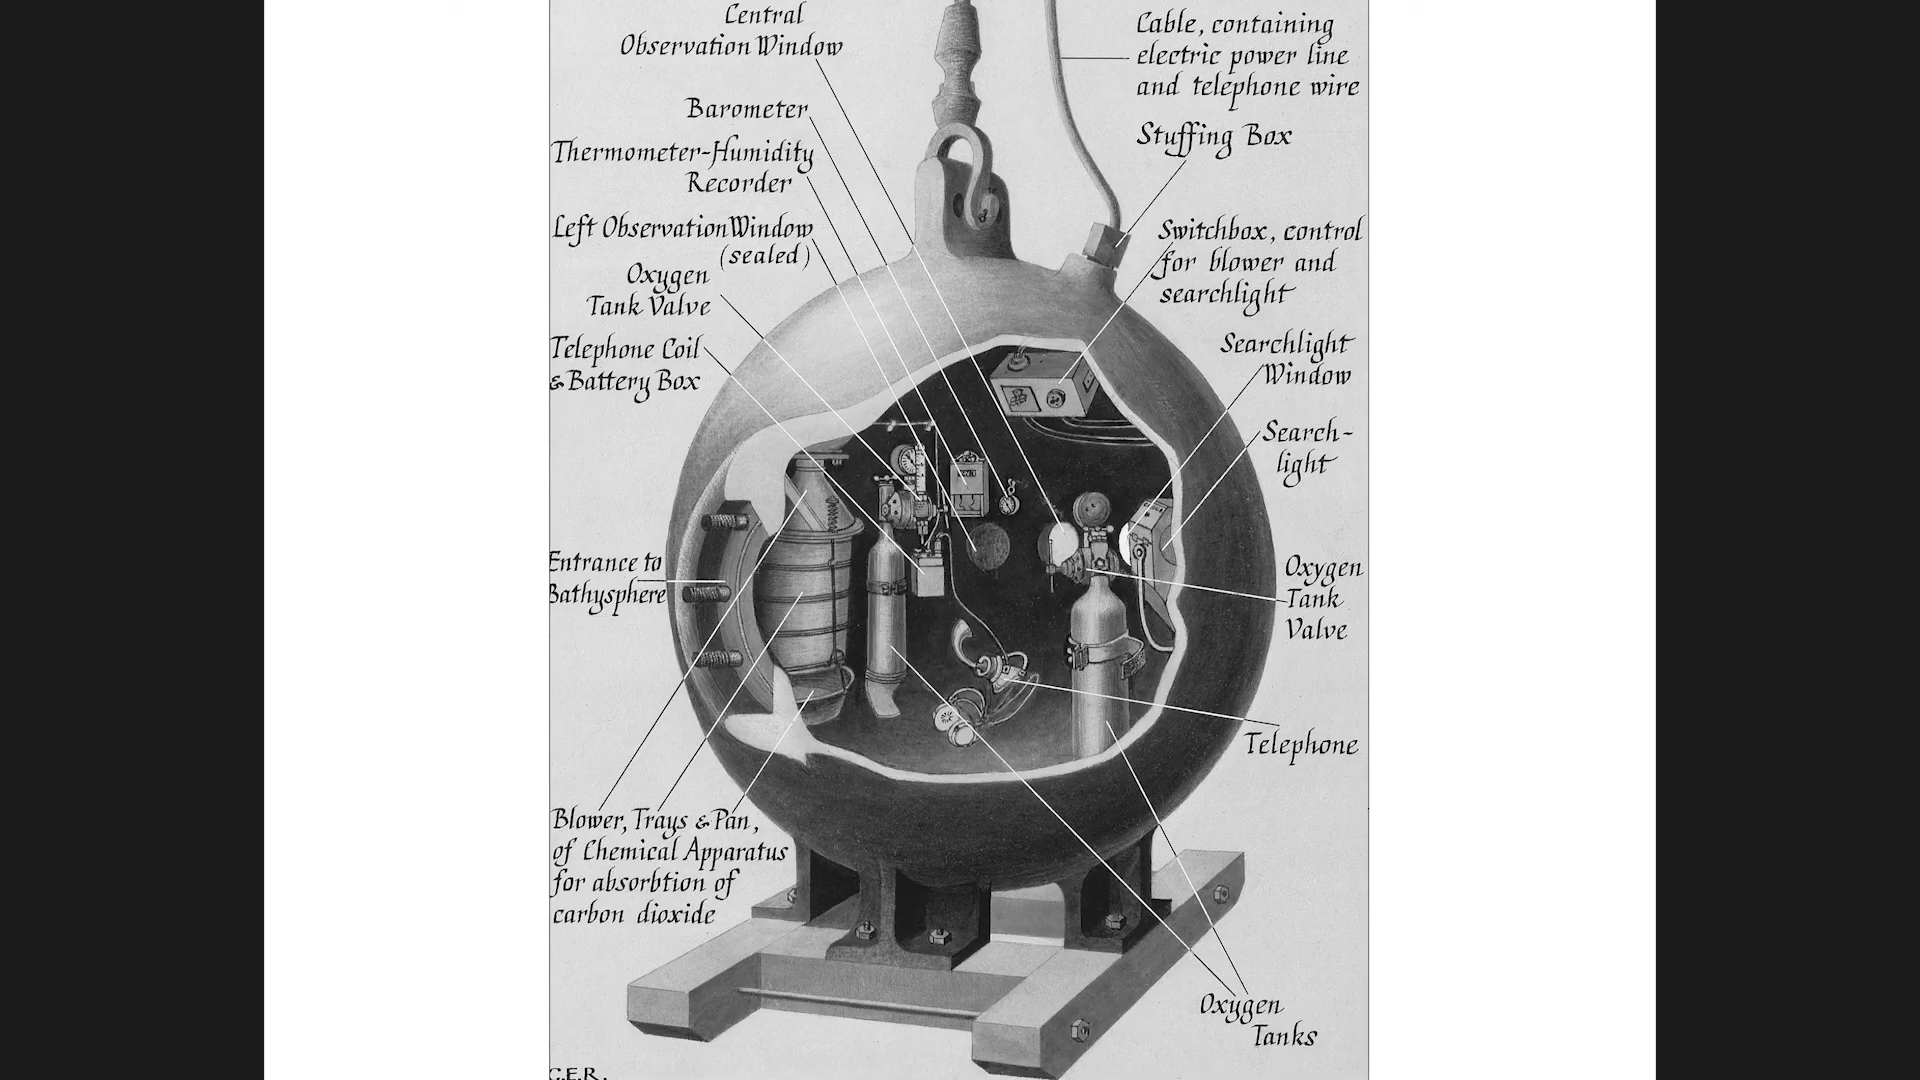 Central
Observation Window
Barometer
Thermometer-Humidity
Recorder
Left Observation Window
(sealed)
Oxygen
Tank Valve
Telephone Coil
& Battery Box
Entrance to
Bathysphere
Blower, Trays & Pan,
of Chemical Apparatus
for absorbtion of
carbon dioxide
Cable, containing
electric power line
and telephone wire
Stuffing Box
Switchbox, control
for blower and
searchlight
Searchlight
Window
Search-
light
Oxygen
Tank
Valve
Telephone
Oxygen
Tanks
G.E.R.